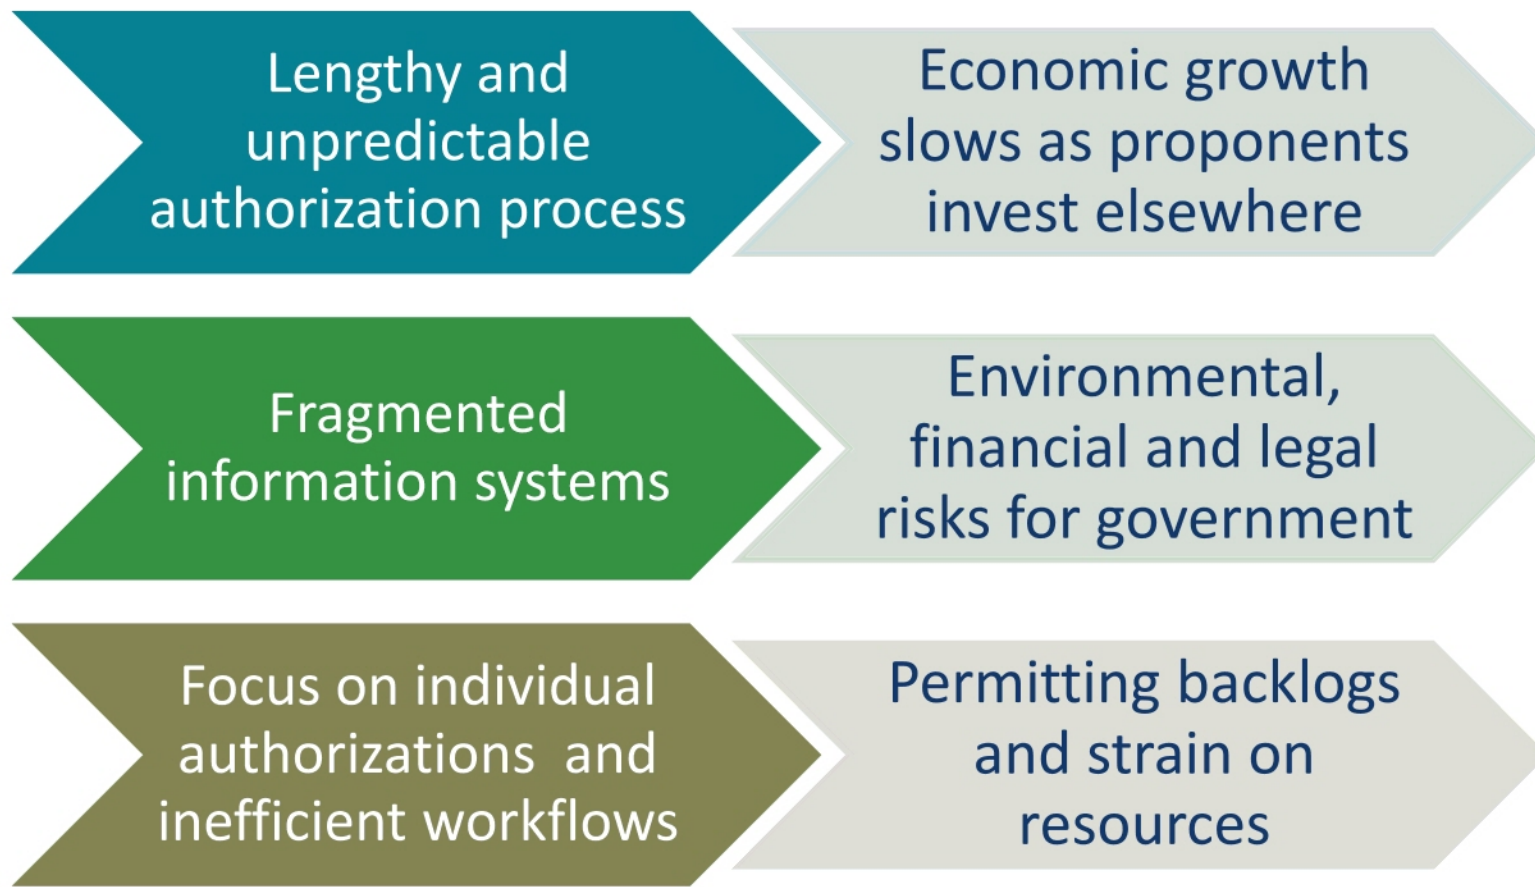 Lengthy and
unpredictable
authorization process
Economic growth
slows as proponents
invest elsewhere
Fragmented
information systems
Environmental,
financial and legal
risks for government
Focus on individual
authorizations  and
inefficient workflows
Permitting backlogs
and strain on
resources